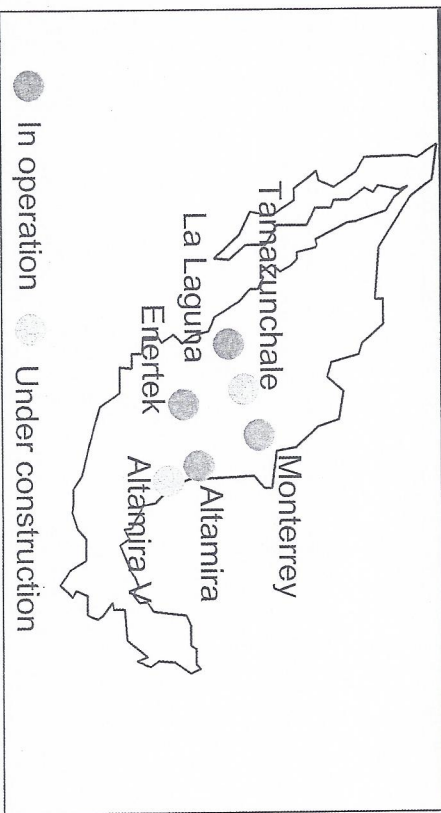 Monterrey
Tamazunchale
Altamira
La Laguna
Altamira V
Enertek
In operation
Under construction